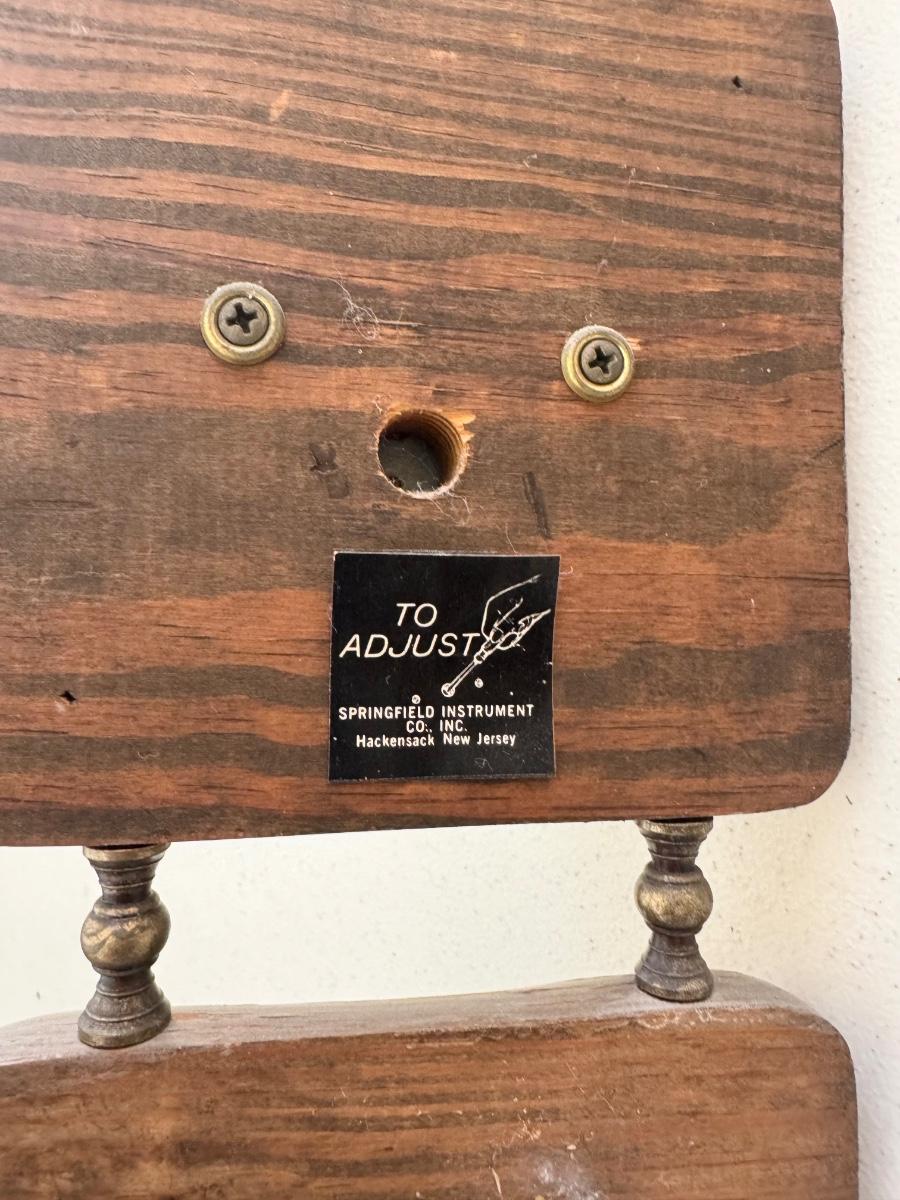 TO
ADJUST
SPRINGFIELD INSTRUMENT
CO., INC.
Hackensack New Jersey